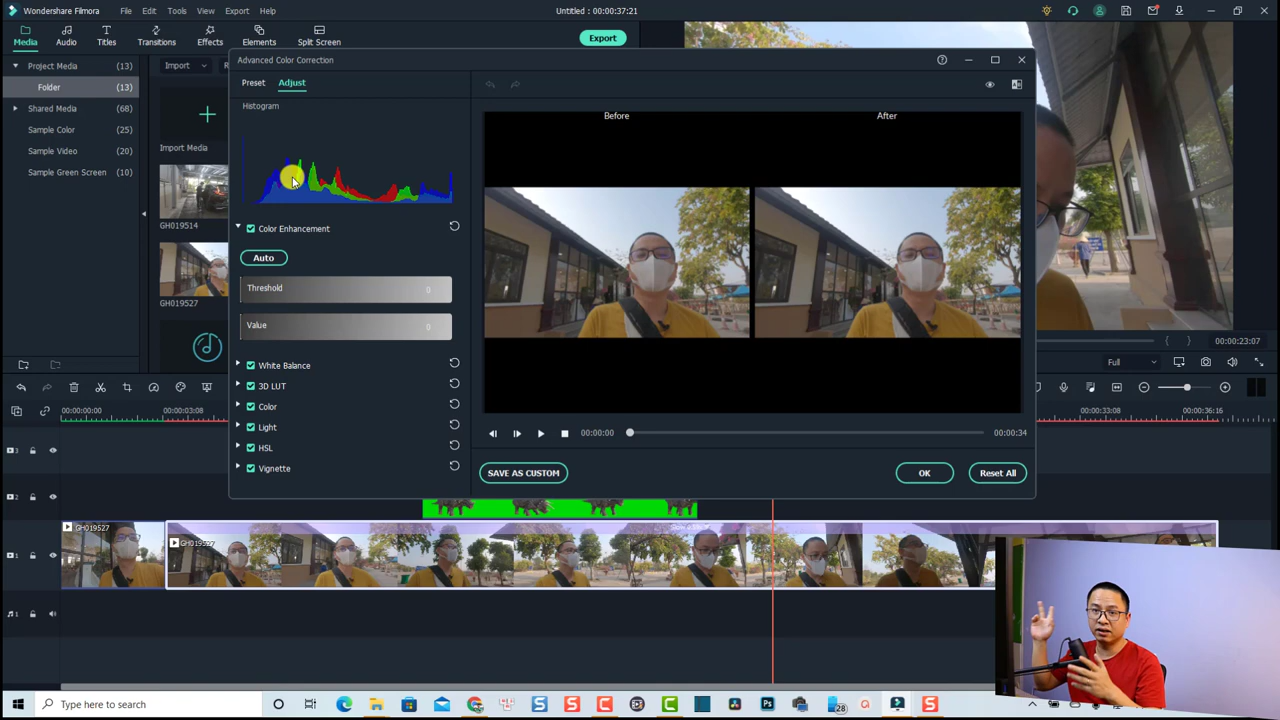 Wondershare Filmora
File Edit Tools View Export Help
Untitled : 00:00:37:21
Media Audio Titles Transitions Effects Elements Split Screen
Export
Project Media (13)
Folder (13)
Shared Media (68)
Sample Color (25)
Sample Video (20)
Sample Green Screen (10)
Import
R
Import Media
GH019514
GH019527
Advanced Color Correction
Preset Adjust
Histogram
Color Enhancement
Auto
Threshold 0
Value 0
White Balance
3D LUT
Color
Light
HSL
Vignette
Before After
00:00:00 00:00:34
SAVE AS CUSTOM OK Reset All
00:00:23:07
Full
00:00:00:00 00:00:03:08 00:00:33:08 00:00:36:16
3
2
1
GH019527 GH019527
1
Type here to search
28